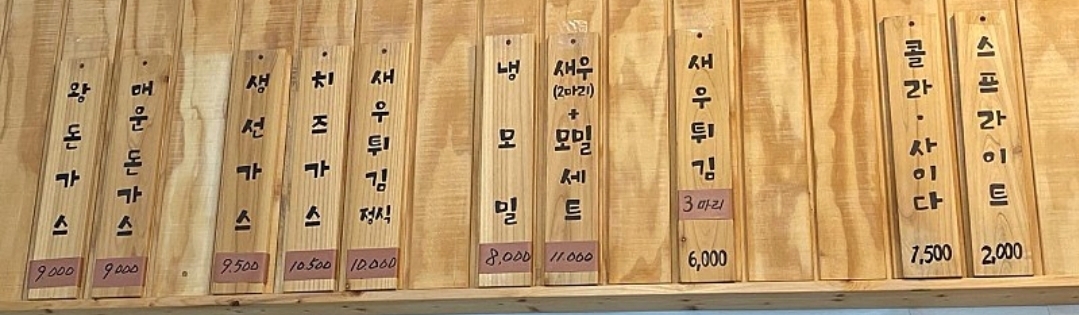 왕돈가스
9,000
매운돈가스
9,000
생선가스
9,500
치즈가스
10,500
새우튀김
정식
10,000
냉모밀
8,000
새우
(2마리)
+
모밀
세트
11,000
새우튀김
3마리
6,000
콜라·사이다
1,500
스프라이트
2,000